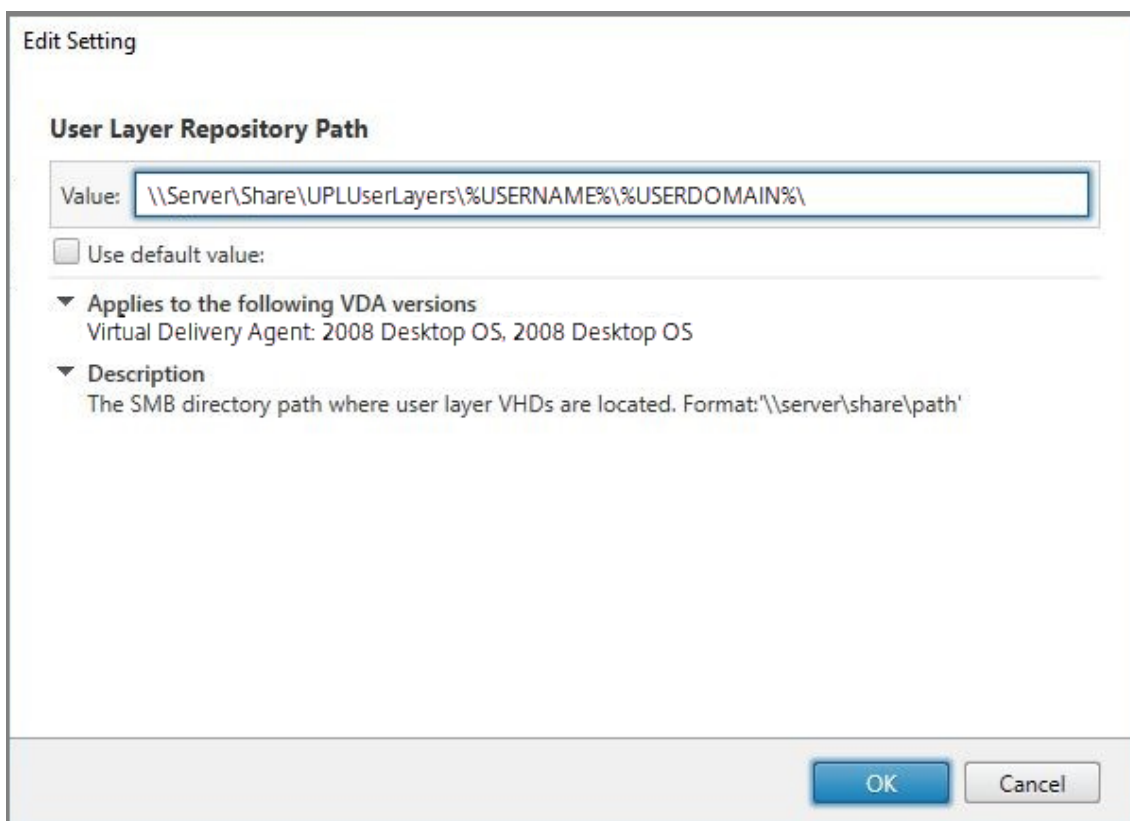 Edit Setting
User Layer Repository Path
Value: \\Server\Share\UPLUserLayers\%USERNAME%\%USERDOMAIN%\
Use default value:
Applies to the following VDA versions
Virtual Delivery Agent: 2008 Desktop OS, 2008 Desktop OS
Description
The SMB directory path where user layer VHDs are located. Format:'\\server\share\path'
OK Cancel